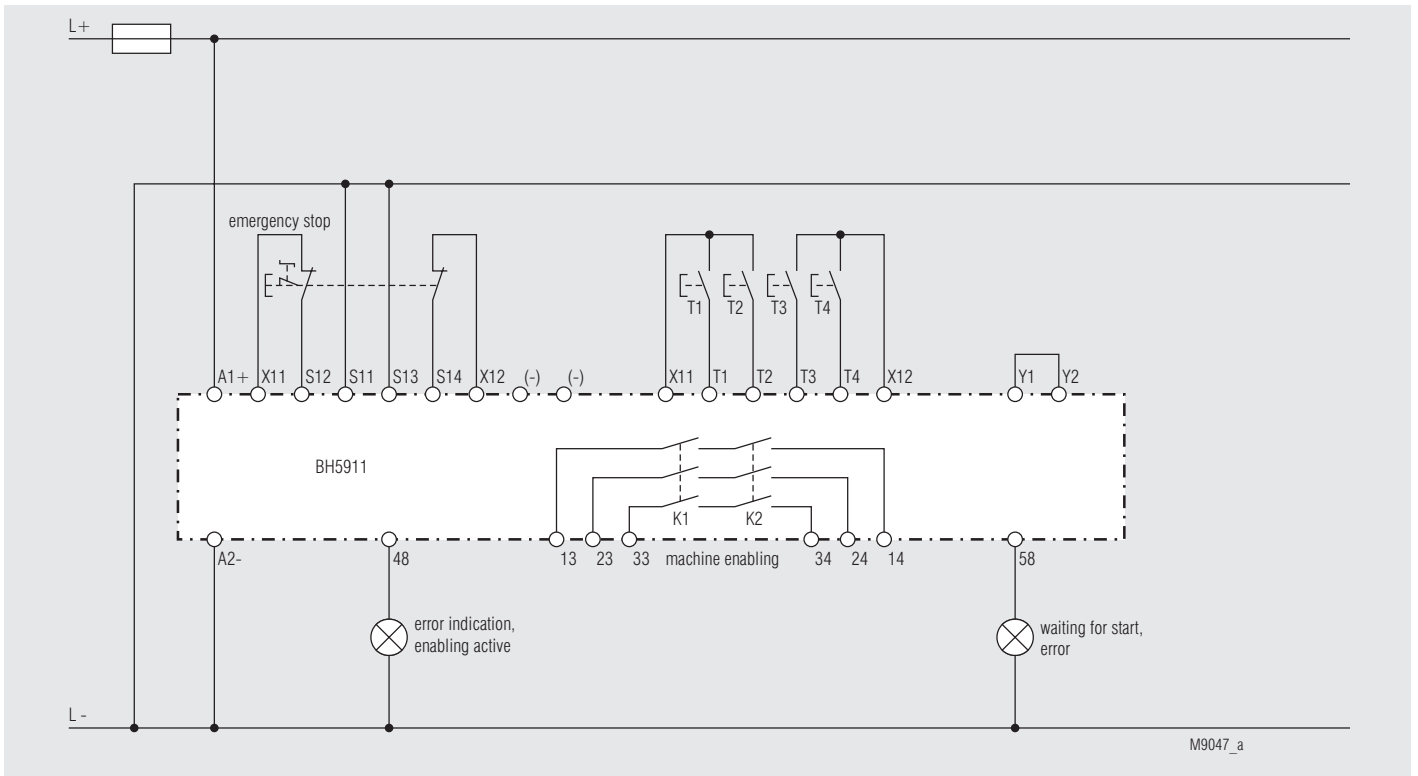 L+
emergency stop
T1 T2 T3 T4
A1+ X11 S12 S11 S13 S14 X12 (-) (-) X11 T1 T2 T3 T4 X12 Y1 Y2
BH5911
K1 K2
A2- 48 13 23 33 machine enabling 34 24 14 58
error indication,
enabling active
waiting for start,
error
L -
M9047_a